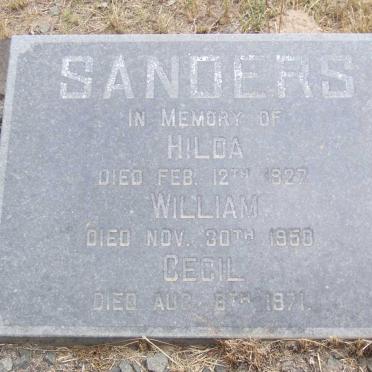 SANDERS
IN MEMORY OF
HILDA
DIED FEB. 12TH 1927
WILLIAM
DIED NOV. 30TH 1950
CECIL
DIED AUG. 8TH 1971.